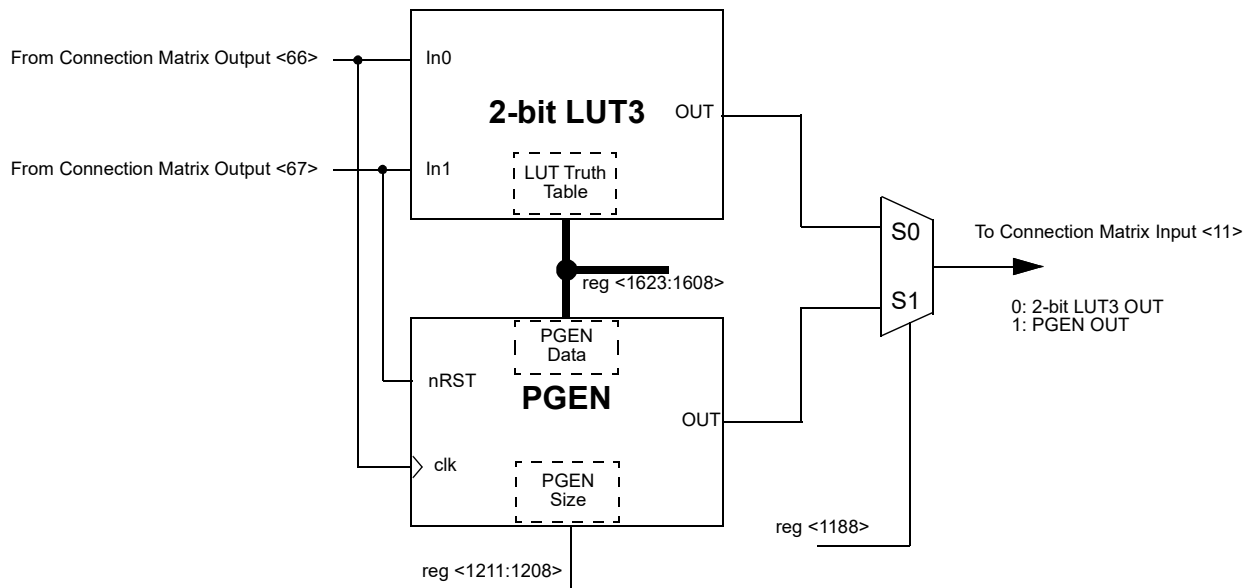 From Connection Matrix Output <66>
In0
2-bit LUT3
OUT
From Connection Matrix Output <67>
In1
LUT Truth
Table
S0
To Connection Matrix Input <11>
reg <1623:1608>
S1
0: 2-bit LUT3 OUT
1: PGEN OUT
PGEN
Data
nRST
PGEN
OUT
clk
PGEN
Size
reg <1188>
reg <1211:1208>